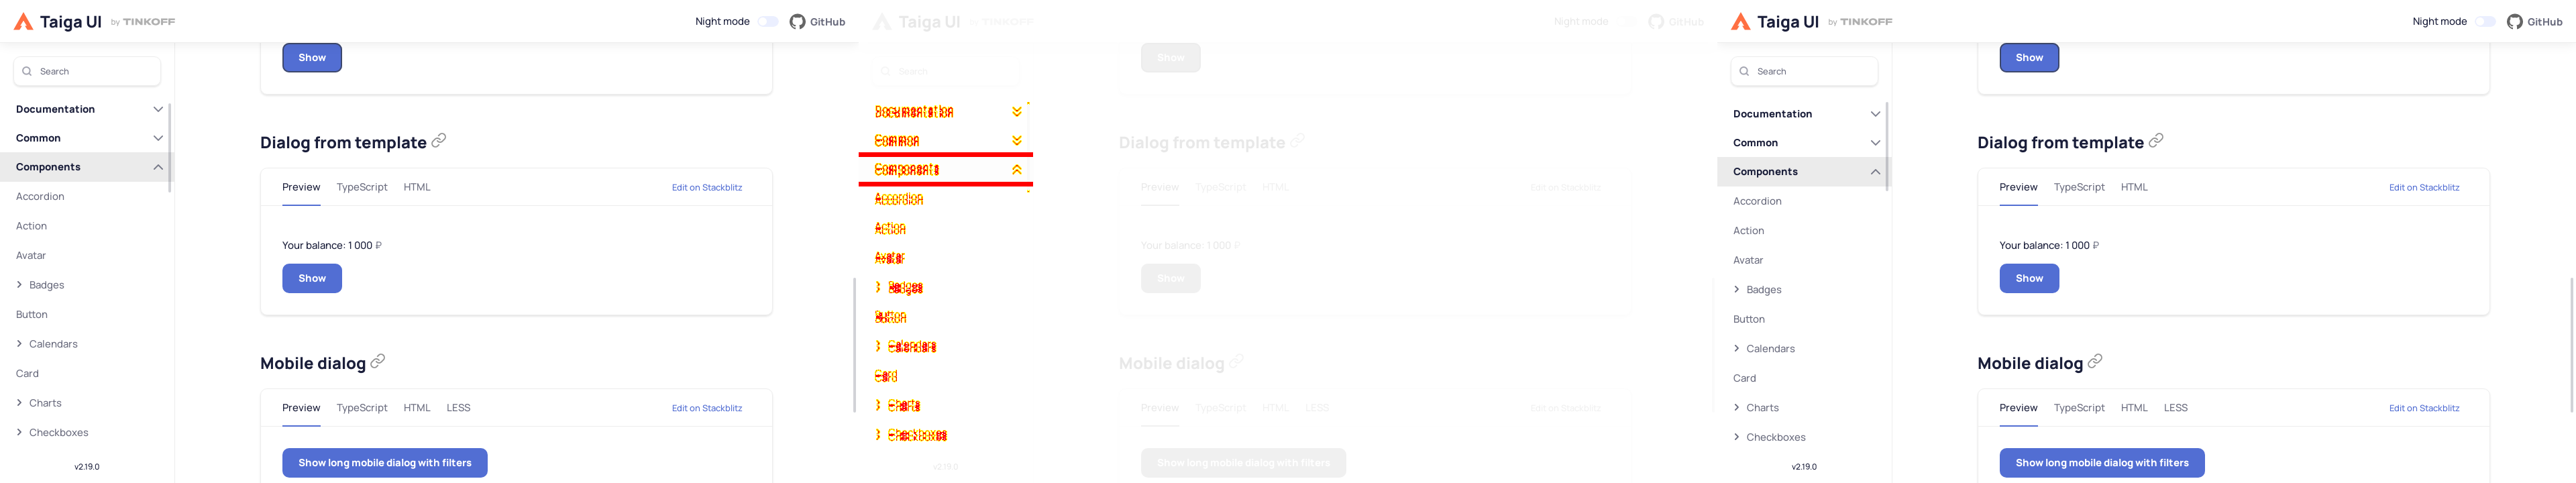 Taiga UI by TINKOFF
Night mode GitHub
Search
Documentation
Common
Components
Accordion
Action
Avatar
Badges
Button
Calendars
Card
Charts
Checkboxes
v2.19.0
Show
Dialog from template
Preview TypeScript HTML Edit on Stackblitz
Your balance: 1 000 ₽
Show
Mobile dialog
Preview TypeScript HTML LESS Edit on Stackblitz
Show long mobile dialog with filters
Taiga UI by TINKOFF
Night mode GitHub
Search
Documentation
Common
Components
Accordion
Action
Avatar
Badges
Button
Calendars
Card
Charts
Checkboxes
v2.19.0
Show
Dialog from template
Preview TypeScript HTML Edit on Stackblitz
Your balance: 1 000 ₽
Show
Mobile dialog
Preview TypeScript HTML LESS Edit on Stackblitz
Show long mobile dialog with filters
Taiga UI by TINKOFF
Night mode GitHub
Search
Documentation
Common
Components
Accordion
Action
Avatar
Badges
Button
Calendars
Card
Charts
Checkboxes
v2.19.0
Show
Dialog from template
Preview TypeScript HTML Edit on Stackblitz
Your balance: 1 000 ₽
Show
Mobile dialog
Preview TypeScript HTML LESS Edit on Stackblitz
Show long mobile dialog with filters